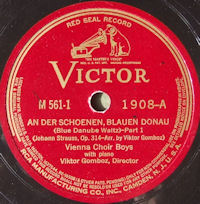 RED SEAL RECORD
"HIS MASTER'S VOICE"
VICTOR
M 561-1 1908-A
AN DER SCHOENEN, BLAUEN DONAU
(Blue Danube Waltz)-Part 1
(Johann Strauss, Op. 314-Arr. by Viktor Gomboz)
Vienna Choir Boys
with piano
Viktor Gomboz, Director
RCA MANUFACTURING CO., INC., CAMDEN, N.J., U.S.A.